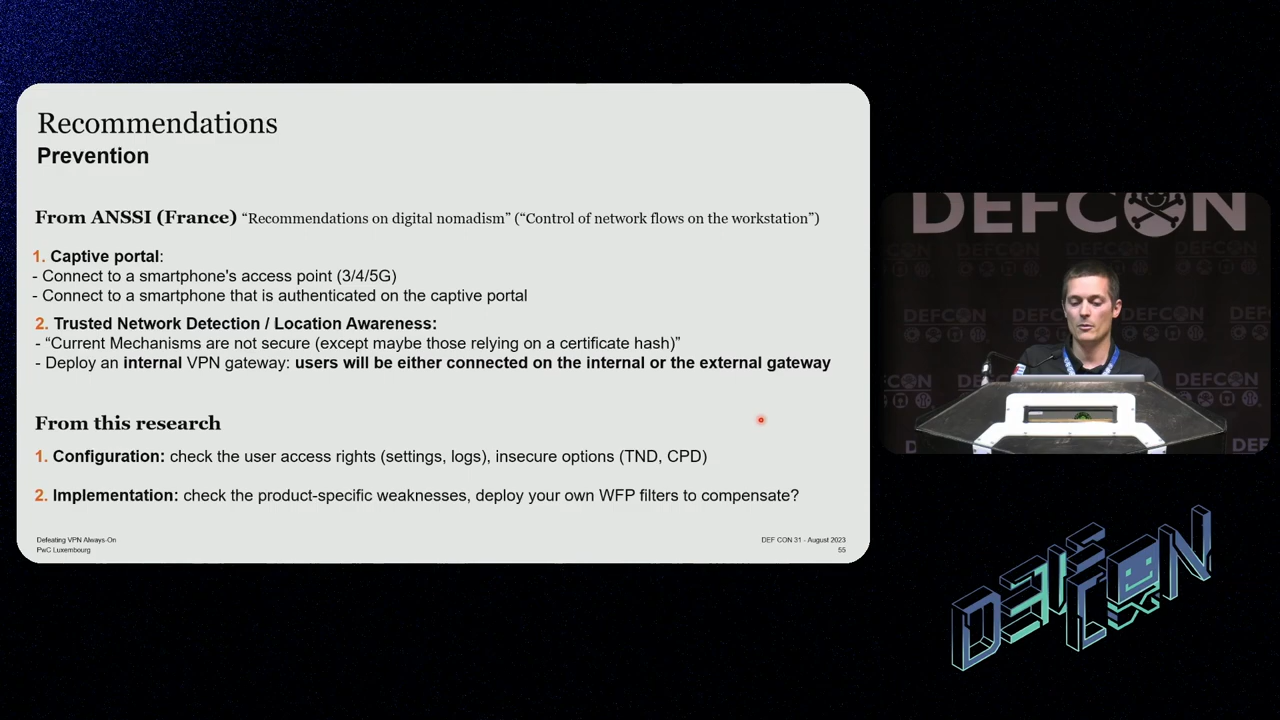 Recommendations
Prevention
From ANSSI (France) “Recommendations on digital nomadism” (“Control of network flows on the workstation”)
1. Captive portal:
- Connect to a smartphone's access point (3/4/5G)
- Connect to a smartphone that is authenticated on the captive portal
2. Trusted Network Detection / Location Awareness:
- “Current Mechanisms are not secure (except maybe those relying on a certificate hash)”
- Deploy an internal VPN gateway: users will be either connected on the internal or the external gateway
From this research
1. Configuration: check the user access rights (settings, logs), insecure options (TND, CPD)
2. Implementation: check the product-specific weaknesses, deploy your own WFP filters to compensate?
Defeating VPN Always-On
PwC Luxembourg
DEF CON 31 - August 2023
55
DEFCON
DEFCON
DEFCON
DEFCON
DEF
DEF CON